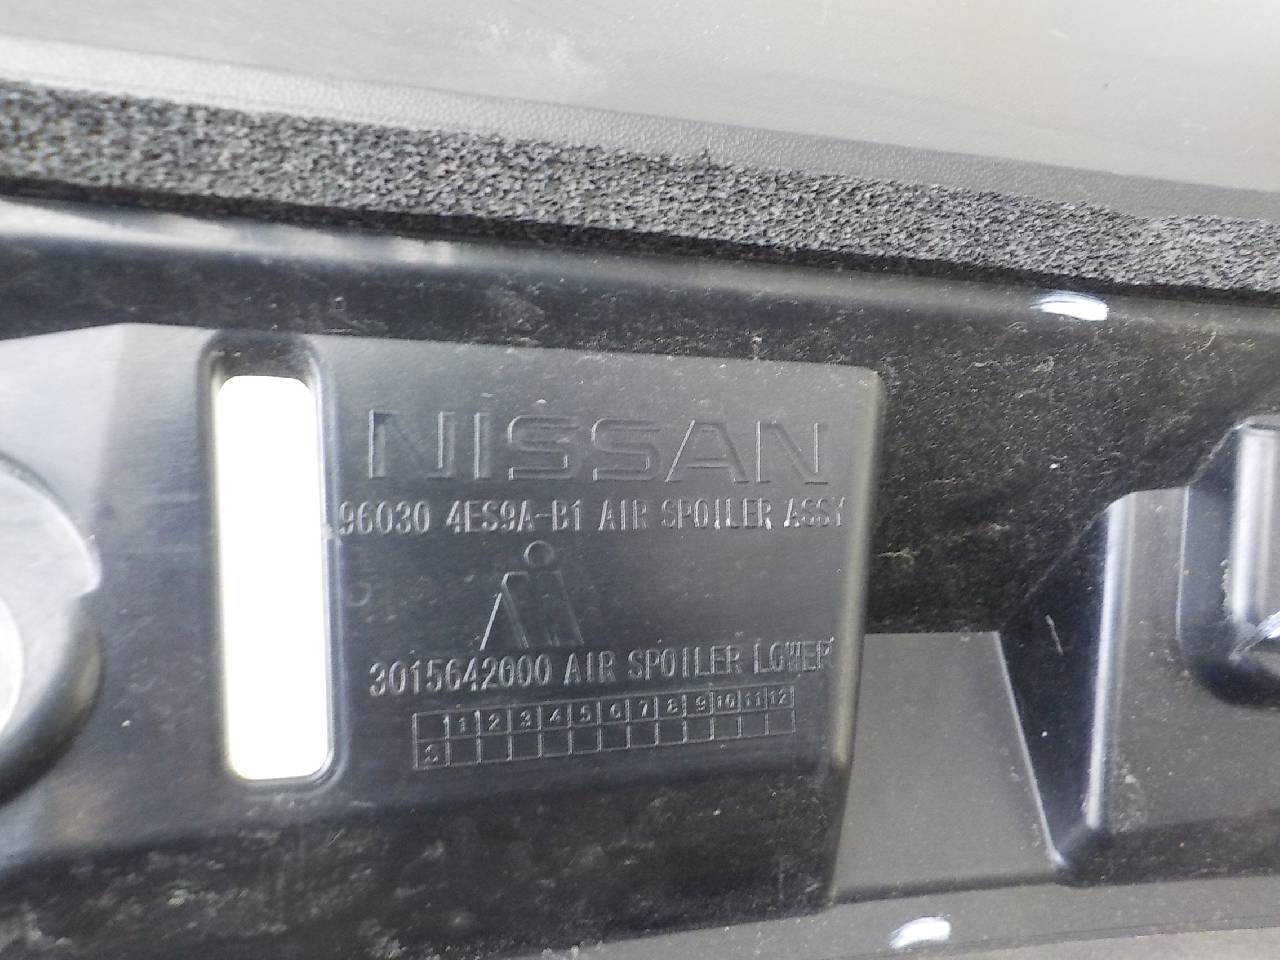 NISSAN
96030 4ES9A-B1 AIR SPOILER ASSY
3015642000 AIR SPOILER LOWER
1 2 3 4 5 6 7 8 9 10 11 12